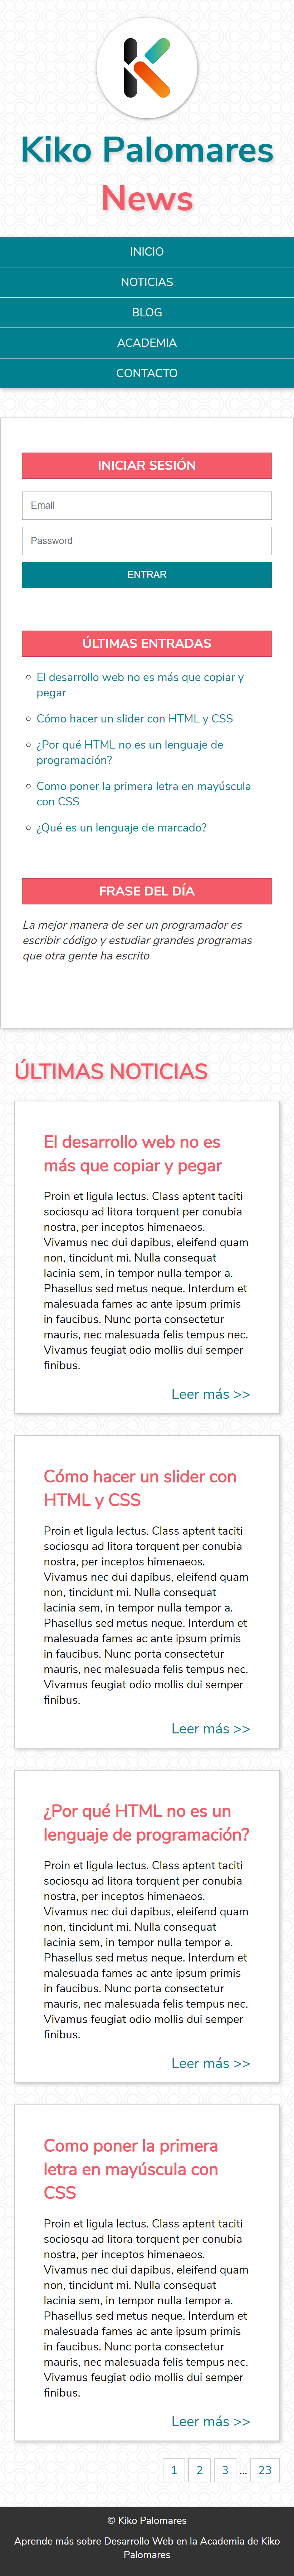 Kiko Palomares
News
INICIO
NOTICIAS
BLOG
ACADEMIA
CONTACTO
INICIAR SESIÓN
Email
Password
ENTRAR
ÚLTIMAS ENTRADAS
El desarrollo web no es más que copiar y
pegar
Cómo hacer un slider con HTML y CSS
¿Por qué HTML no es un lenguaje de
programación?
Como poner la primera letra en mayúscula
con CSS
¿Qué es un lenguaje de marcado?
FRASE DEL DÍA
La mejor manera de ser un programador es
escribir código y estudiar grandes programas
que otra gente ha escrito
ÚLTIMAS NOTICIAS
El desarrollo web no es
más que copiar y pegar
Proin et ligula lectus. Class aptent taciti
sociosqu ad litora torquent per conubia
nostra, per inceptos himenaeos.
Vivamus nec dui dapibus, eleifend quam
non, tincidunt mi. Nulla consequat
lacinia sem, in tempor nulla tempor a.
Phasellus sed metus neque. Interdum et
malesuada fames ac ante ipsum primis
in faucibus. Nunc porta consectetur
mauris, nec malesuada felis tempus nec.
Vivamus feugiat odio mollis dui semper
finibus.
Leer más >>
Cómo hacer un slider con
HTML y CSS
Proin et ligula lectus. Class aptent taciti
sociosqu ad litora torquent per conubia
nostra, per inceptos himenaeos.
Vivamus nec dui dapibus, eleifend quam
non, tincidunt mi. Nulla consequat
lacinia sem, in tempor nulla tempor a.
Phasellus sed metus neque. Interdum et
malesuada fames ac ante ipsum primis
in faucibus. Nunc porta consectetur
mauris, nec malesuada felis tempus nec.
Vivamus feugiat odio mollis dui semper
finibus.
Leer más >>
¿Por qué HTML no es un
lenguaje de programación?
Proin et ligula lectus. Class aptent taciti
sociosqu ad litora torquent per conubia
nostra, per inceptos himenaeos.
Vivamus nec dui dapibus, eleifend quam
non, tincidunt mi. Nulla consequat
lacinia sem, in tempor nulla tempor a.
Phasellus sed metus neque. Interdum et
malesuada fames ac ante ipsum primis
in faucibus. Nunc porta consectetur
mauris, nec malesuada felis tempus nec.
Vivamus feugiat odio mollis dui semper
finibus.
Leer más >>
Como poner la primera
letra en mayúscula con
CSS
Proin et ligula lectus. Class aptent taciti
sociosqu ad litora torquent per conubia
nostra, per inceptos himenaeos.
Vivamus nec dui dapibus, eleifend quam
non, tincidunt mi. Nulla consequat
lacinia sem, in tempor nulla tempor a.
Phasellus sed metus neque. Interdum et
malesuada fames ac ante ipsum primis
in faucibus. Nunc porta consectetur
mauris, nec malesuada felis tempus nec.
Vivamus feugiat odio mollis dui semper
finibus.
Leer más >>
1 2 3 ... 23
© Kiko Palomares
Aprende más sobre Desarrollo Web en la Academia de Kiko
Palomares